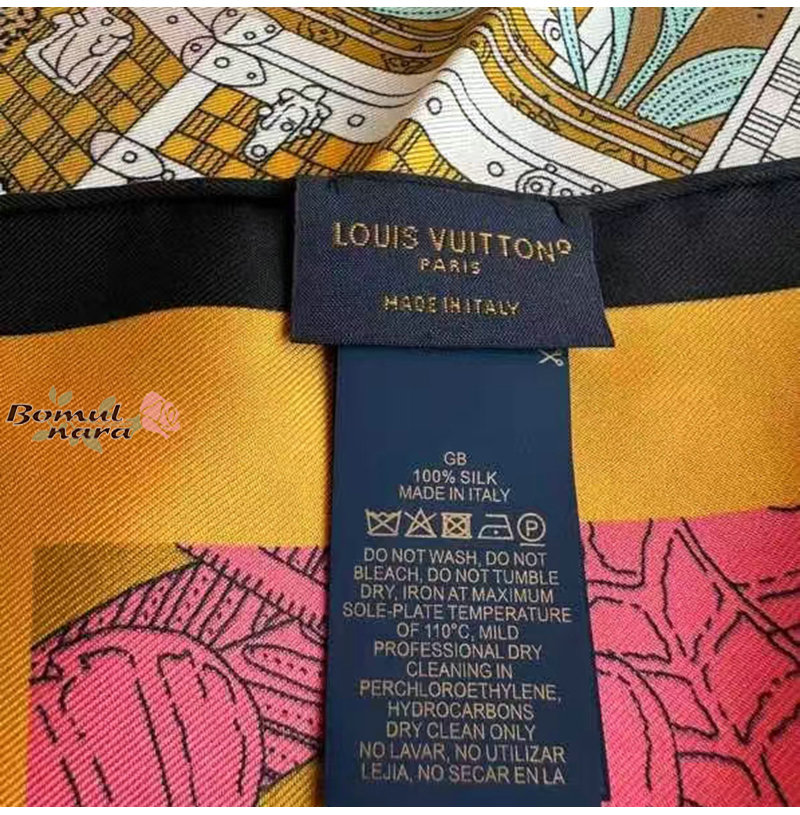 LOUIS VUITTON®
PARIS
MADE IN ITALY
Bomul
nara
GB
100% SILK
MADE IN ITALY
P
DO NOT WASH, DO NOT
BLEACH, DO NOT TUMBLE
DRY, IRON AT MAXIMUM
SOLE-PLATE TEMPERATURE
OF 110°C, MILD
PROFESSIONAL DRY
CLEANING IN
PERCHLOROETHYLENE,
HYDROCARBONS
DRY CLEAN ONLY
NO LAVAR, NO UTILIZAR
LEJIA, NO SECAR EN LA